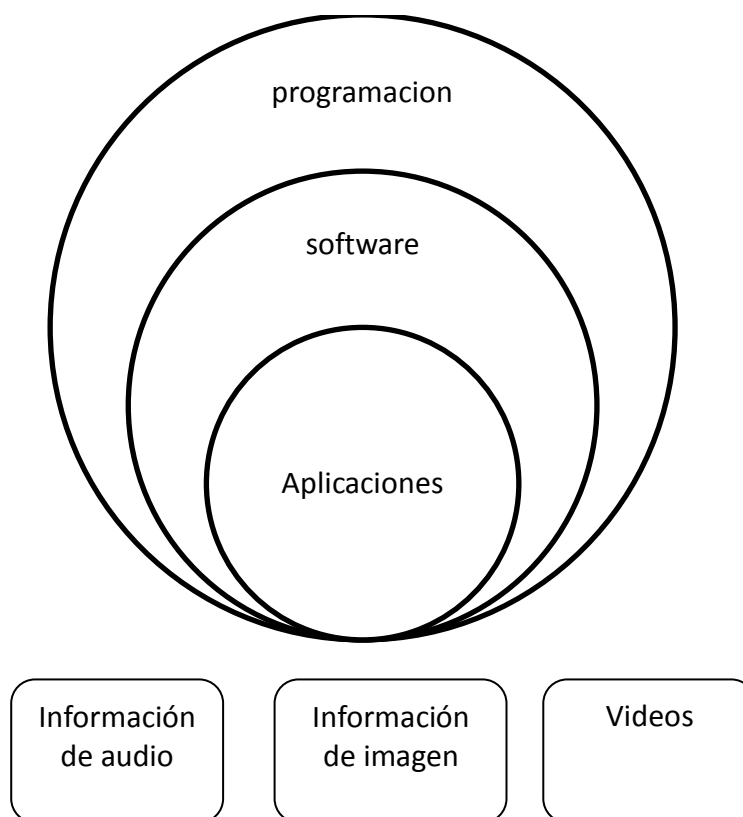 programacion
software
Aplicaciones
Información
de audio
Información
de imagen
Videos